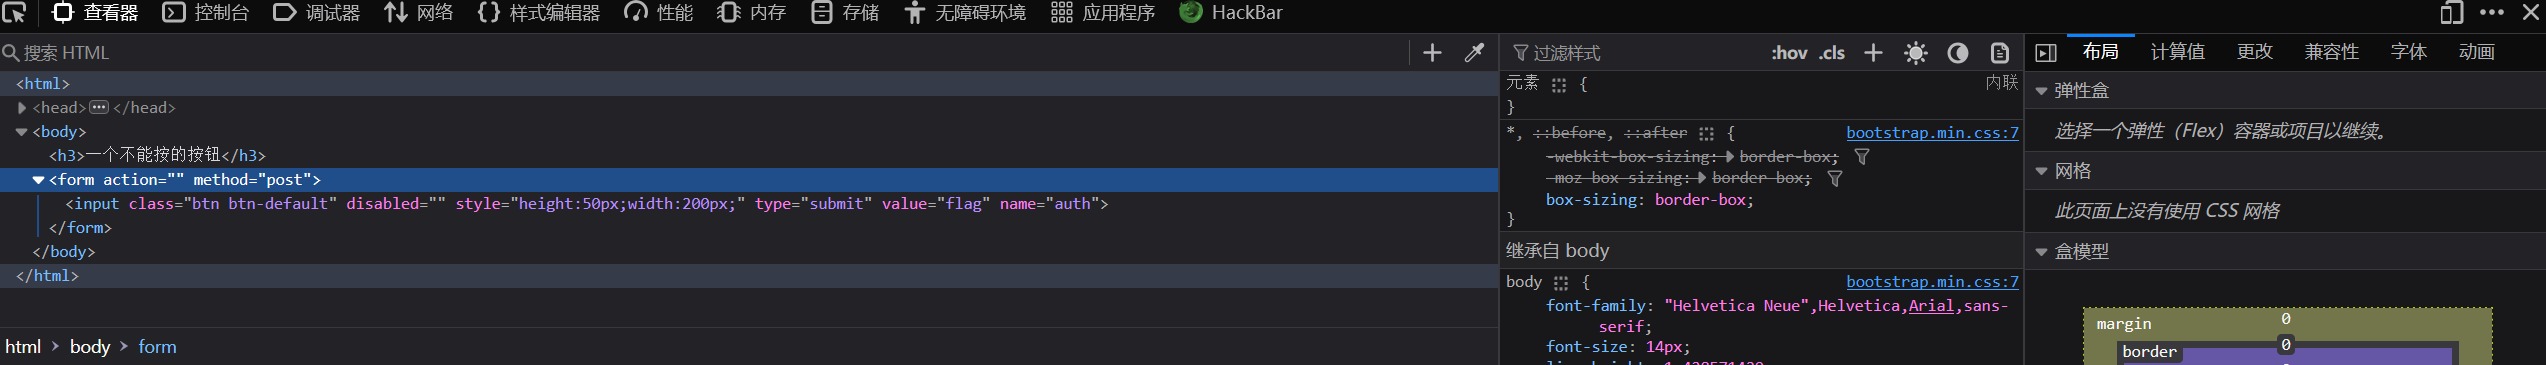 查看器 控制台 调试器 网络 样式编辑器 性能 内存 存储 无障碍环境 应用程序 HackBar
搜索 HTML
<html>
<head> </head>
<body>
<h3>一个不能按的按钮</h3>
<form action="" method="post">
<input class="btn btn-default" disabled="" style="height:50px;width:200px;" type="submit" value="flag" name="auth">
</form>
</body>
</html>
html > body > form
过滤样式 :hov .cls
元素 { 内联
}
*, ::before, ::after { bootstrap.min.css:7
-webkit-box-sizing: border-box;
-moz-box-sizing: border-box;
box-sizing: border-box;
}
继承自 body
body { bootstrap.min.css:7
font-family: "Helvetica Neue",Helvetica,Arial,sans-
serif;
font-size: 14px;
布局 计算值 更改 兼容性 字体 动画
弹性盒
选择一个弹性（Flex）容器或项目以继续。
网格
此页面上没有使用 CSS 网格
盒模型
margin 0
border 0